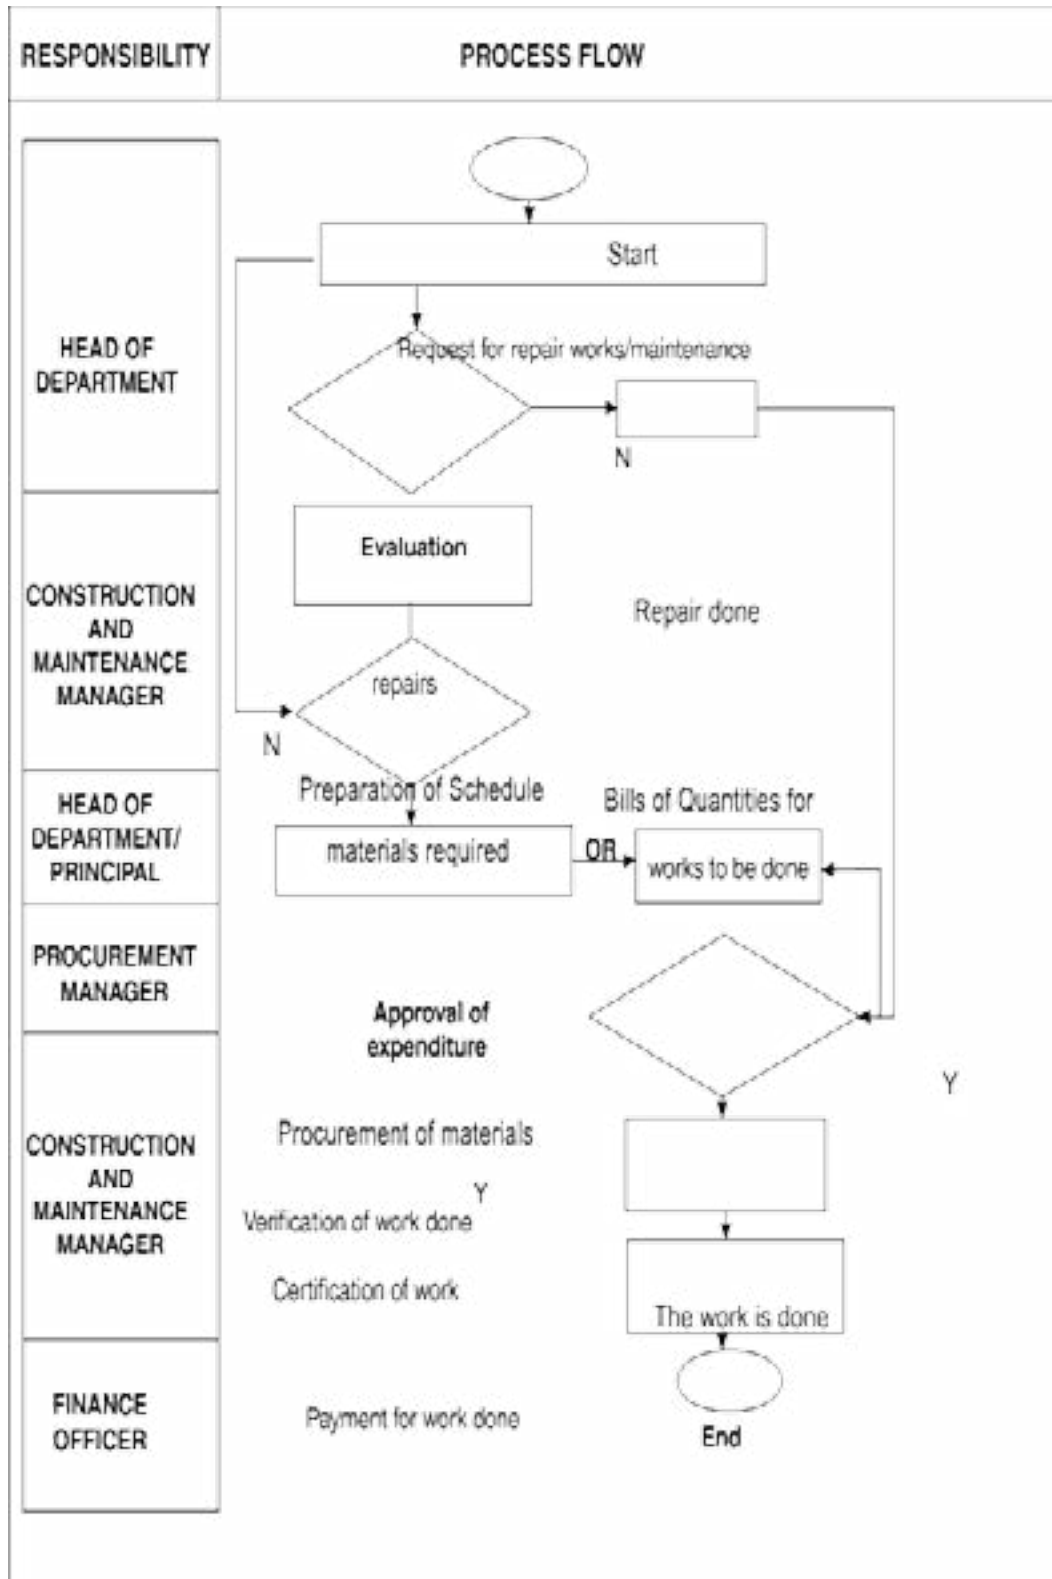 RESPONSIBILITY
PROCESS FLOW
Start
HEAD OF
DEPARTMENT
Request for repair works/maintenance
N
Evaluation
CONSTRUCTION
AND
MAINTENANCE
MANAGER
Repair done
repairs
N
HEAD OF
DEPARTMENT/
PRINCIPAL
Preparation of Schedule
materials required
OR
Bills of Quantities for
works to be done
PROCUREMENT
MANAGER
Approval of
expenditure
Y
CONSTRUCTION
AND
MAINTENANCE
MANAGER
Procurement of materials
Y
Verification of work done
Certification of work
The work is done
FINANCE
OFFICER
Payment for work done
End